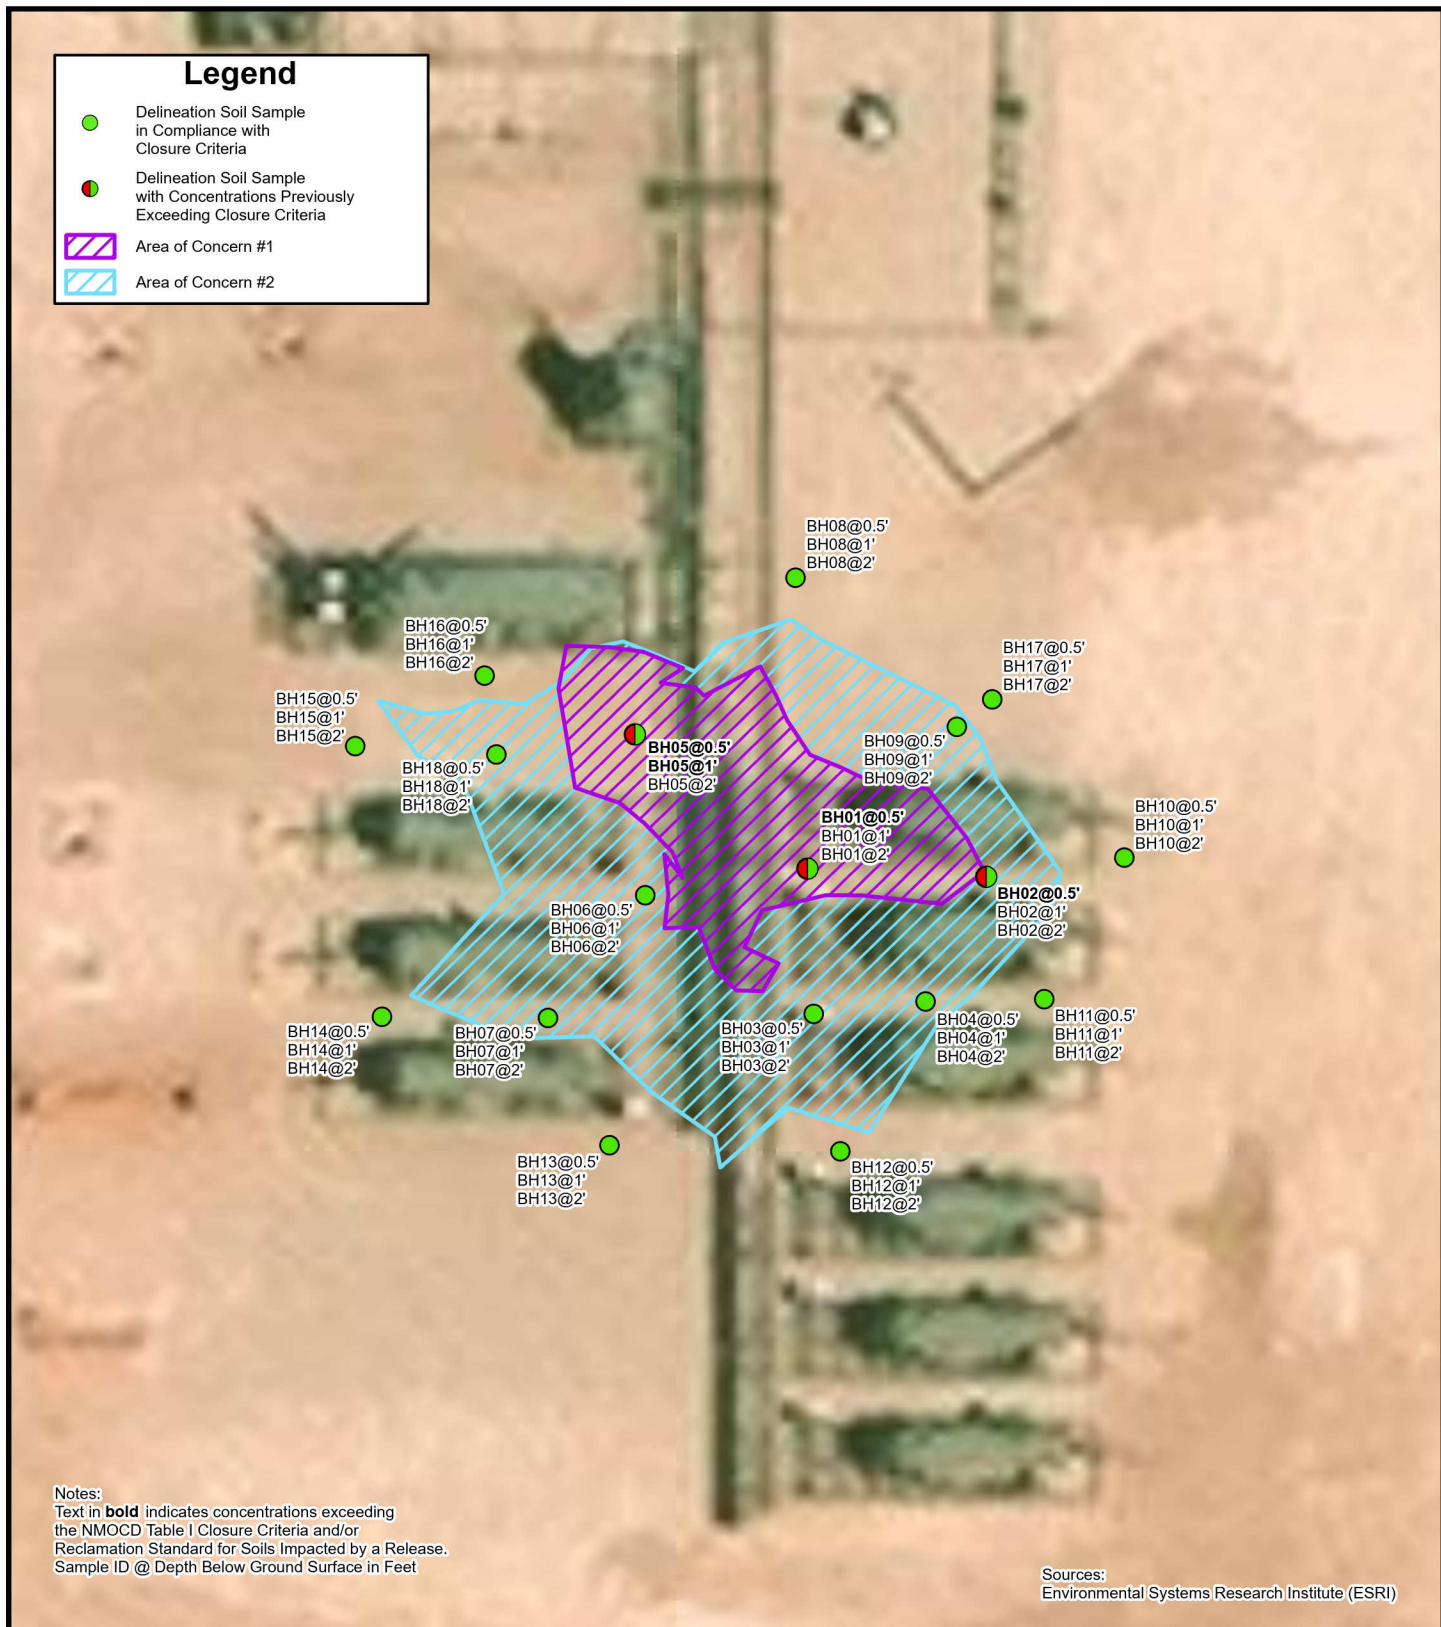 Legend
Delineation Soil Sample
in Compliance with
Closure Criteria
Delineation Soil Sample
with Concentrations Previously
Exceeding Closure Criteria
Area of Concern #1
Area of Concern #2
BH08@0.5'
BH08@1'
BH08@2'
BH16@0.5'
BH16@1'
BH16@2'
BH17@0.5'
BH17@1'
BH17@2'
BH15@0.5'
BH15@1'
BH15@2'
BH05@0.5'
BH05@1'
BH05@2'
BH09@0.5'
BH09@1'
BH09@2'
BH18@0.5'
BH18@1'
BH18@2'
BH10@0.5'
BH10@1'
BH10@2'
BH01@0.5'
BH01@1'
BH01@2'
BH02@0.5'
BH02@1'
BH02@2'
BH06@0.5'
BH06@1'
BH06@2'
BH14@0.5'
BH14@1'
BH14@2'
BH07@0.5'
BH07@1'
BH07@2'
BH03@0.5'
BH03@1'
BH03@2'
BH04@0.5'
BH04@1'
BH04@2'
BH11@0.5'
BH11@1'
BH11@2'
BH13@0.5'
BH13@1'
BH13@2'
BH12@0.5'
BH12@1'
BH12@2'
Notes:
Text in bold indicates concentrations exceeding
the NMOCD Table I Closure Criteria and/or
Reclamation Standard for Soils Impacted by a Release.
Sample ID @ Depth Below Ground Surface in Feet
Sources:
Environmental Systems Research Institute (ESRI)